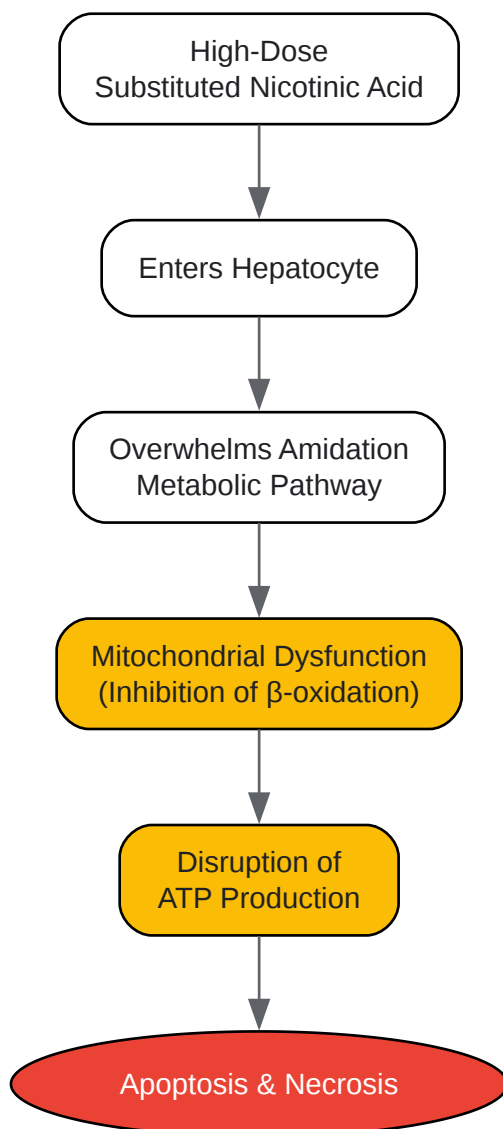 High-Dose
Substituted Nicotinic Acid
Enters Hepatocyte
Overwhelms Amidation
Metabolic Pathway
Mitochondrial Dysfunction
(Inhibition of β-oxidation)
Disruption of
ATP Production
Apoptosis & Necrosis